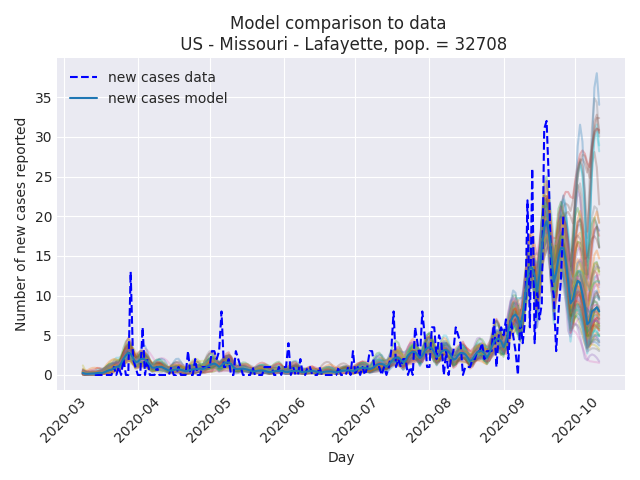 Model comparison to data
US - Missouri - Lafayette, pop. = 32708
new cases data
new cases model
Number of new cases reported
35
30
25
20
15
10
5
0
2020-03
2020-04
2020-05
2020-06
2020-07
2020-08
2020-09
2020-10
Day